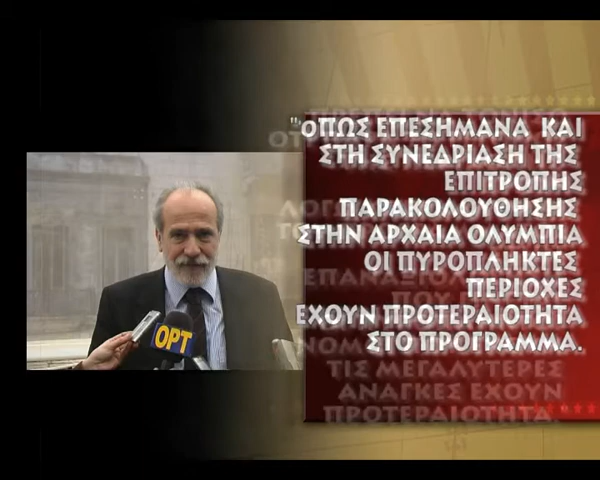 "ΟΠΩΣ ΕΠΕΣΗΜΑΝΑ ΚΑΙ
ΣΤΗ ΣΥΝΕΔΡΙΑΣΗ ΤΗΣ
ΕΠΙΤΡΟΠΗΣ
ΠΑΡΑΚΟΛΟΥΘΗΣΗΣ
ΣΤΗΝ ΑΡΧΑΙΑ ΟΛΥΜΠΙΑ
ΟΙ ΠΥΡΟΠΛΗΚΤΕΣ
ΠΕΡΙΟΧΕΣ
ΕΧΟΥΝ ΠΡΟΤΕΡΑΙΟΤΗΤΑ
ΣΤΟ ΠΡΟΓΡΑΜΜΑ.
ΤΙΣ ΜΕΓΑΛΥΤΕΡΕΣ
ΑΝΑΓΚΕΣ ΕΧΟΥΝ
ΠΡΟΤΕΡΑΙΟΤΗΤΑ.
ΟΡΤ